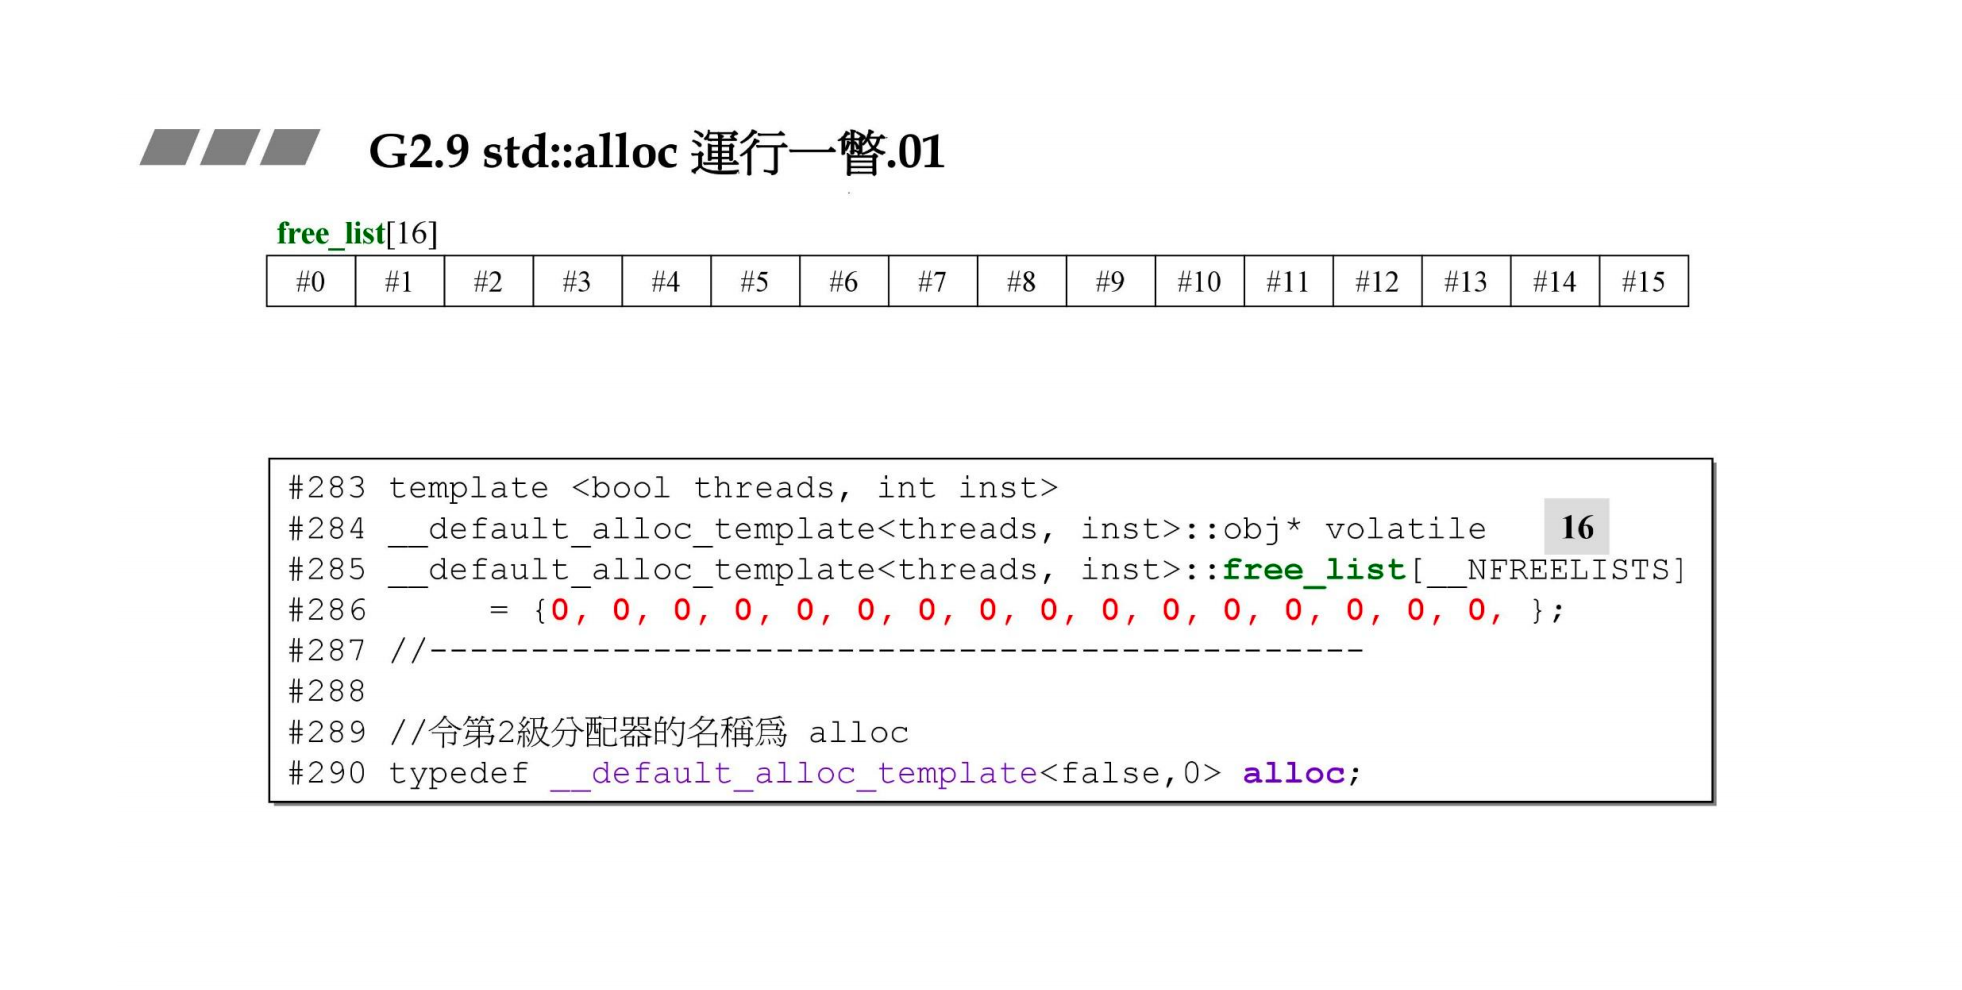 G2.9 std::alloc 運行一瞥.01
free_list[16]
#0 #1 #2 #3 #4 #5 #6 #7 #8 #9 #10 #11 #12 #13 #14 #15
#283 template <bool threads, int inst>
#284 __default_alloc_template<threads, inst>::obj* volatile 16
#285 __default_alloc_template<threads, inst>::free_list[__NFREELISTS]
#286 = {0, 0, 0, 0, 0, 0, 0, 0, 0, 0, 0, 0, 0, 0, 0, 0, };
#287 //----------------------------------------------
#288
#289 //令第2級分配器的名稱爲 alloc
#290 typedef __default_alloc_template<false,0> alloc;